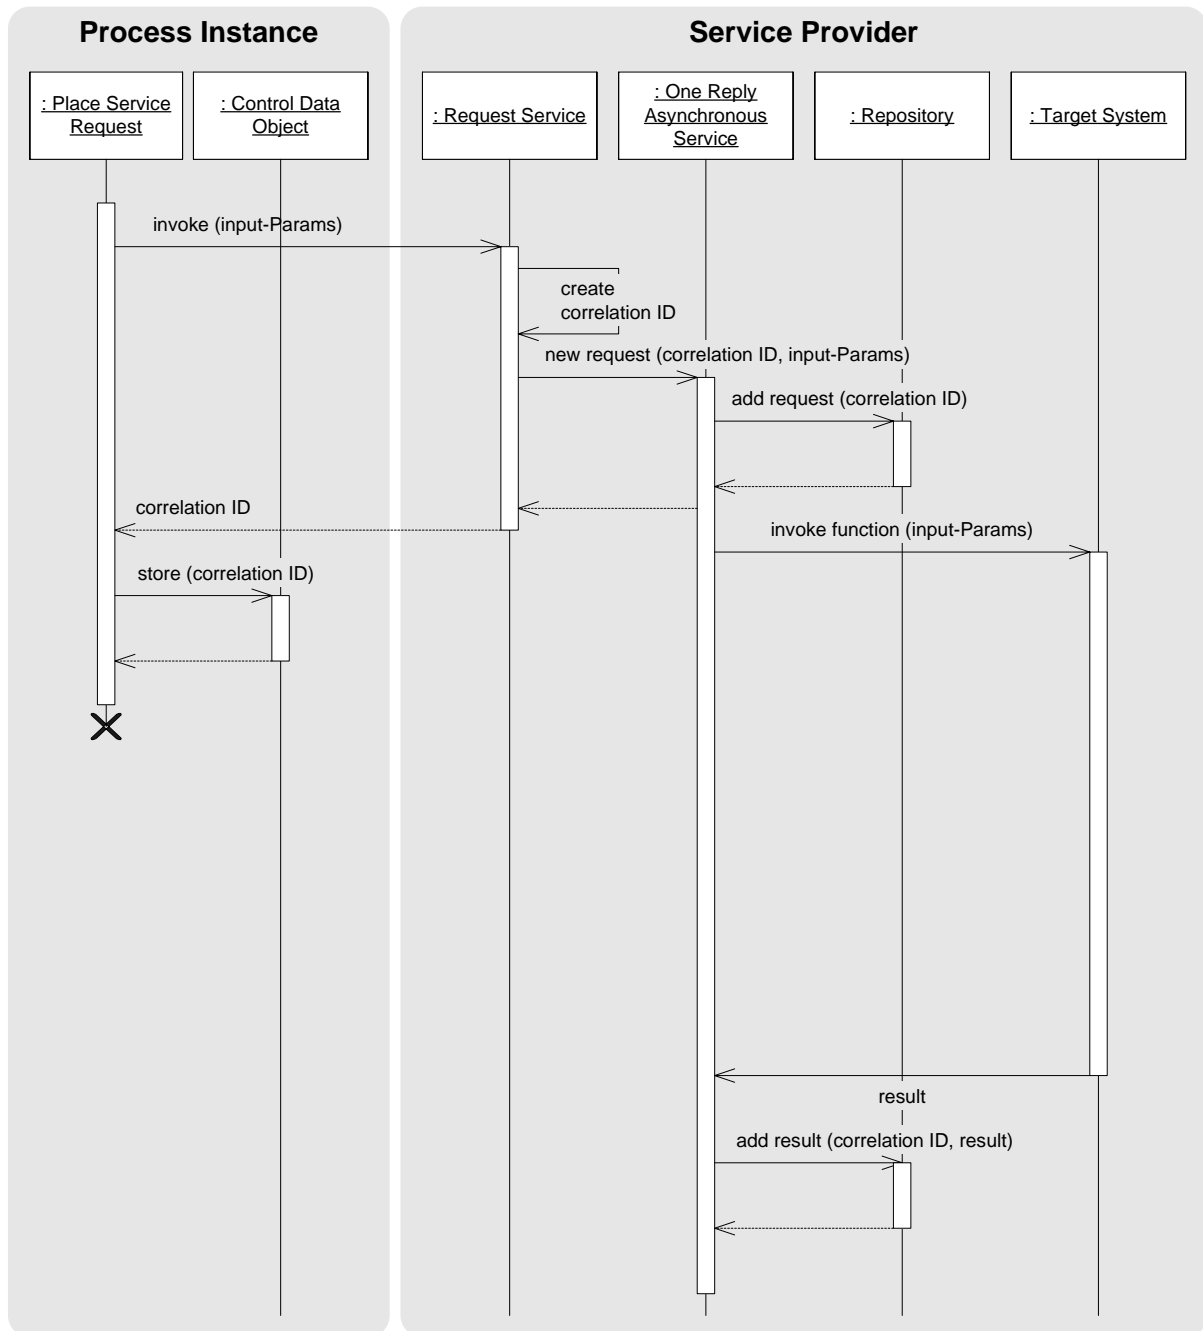 Process Instance
Service Provider
: Place Service
Request
: Control Data
Object
: Request Service
: One Reply
Asynchronous
Service
: Repository
: Target System
invoke (input-Params)
create
correlation ID
new request (correlation ID, input-Params)
add request (correlation ID)
correlation ID
invoke function (input-Params)
store (correlation ID)
result
add result (correlation ID, result)